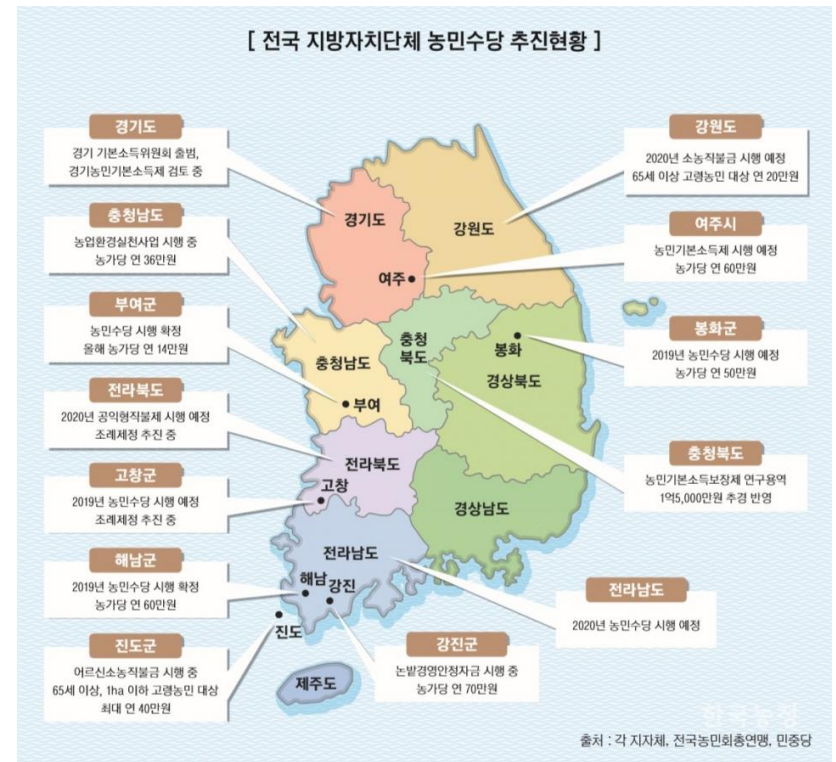 [ 전국 지방자치단체 농민수당 추진현황 ]
경기도
경기 기본소득위원회 출범,
경기농민기본소득제 검토 중
충청남도
농업환경실천사업 시행 중
농가당 연 36만원
부여군
농민수당 시행 확정
올해 농가당 연 14만원
전라북도
2020년 공익형직불제 시행 예정
조례제정 추진 중
고창군
2019년 농민수당 시행 예정
조례제정 추진 중
해남군
2019년 농민수당 시행 확정
농가당 연 60만원
진도군
어르신소농직불금 시행 중
65세 이상, 1ha 이하 고령농민 대상
최대 연 40만원
경기도
강원도
여주
충청
북도
봉화
충청남도
경상북도
부여
전라북도
고창
경상남도
전라남도
해남
강진
진도
제주도
강원도
2020년 소농직불금 시행 예정
65세 이상 고령농민 대상 연 20만원
여주시
농민기본소득제 시행 예정
농가당 연 60만원
봉화군
2019년 농민수당 시행 예정
농가당 연 50만원
충청북도
농민기본소득보장제 연구용역
1억5,000만원 추경 반영
전라남도
2020년 농민수당 시행 예정
강진군
논밭경영안정자금 시행 중
농가당 연 70만원
한국농정
출처 : 각 지자체, 전국농민회총연맹, 민중당